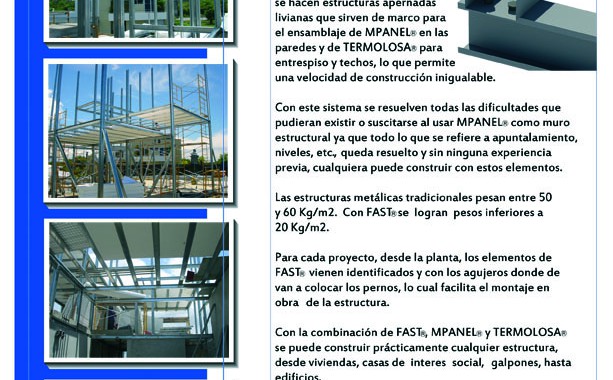 se hacen estructuras apernadas
livianas que sirven de marco para
el ensamblaje de MPANEL® en las
paredes y de TERMOLOSA® para
entrepiso y techos, lo que permite
una velocidad de construcción inigualable.
Con este sistema se resuelven todas las dificultades que
pudieran existir o suscitarse al usar MPANEL® como muro
estructural ya que todo lo que se refiere a apuntalamiento,
niveles, etc., queda resuelto y sin ninguna experiencia
previa, cualquiera puede construir con estos elementos.
Las estructuras metálicas tradicionales pesan entre 50
y 60 Kg/m2. Con FAST® se logran pesos inferiores a
20 Kg/m2.
Para cada proyecto, desde la planta, los elementos de
FAST® vienen identificados y con los agujeros donde de
van a colocar los pernos, lo cual facilita el montaje en
obra de la estructura.
Con la combinación de FAST®, MPANEL® y TERMOLOSA®
se puede construir prácticamente cualquier estructura,
desde viviendas, casas de interes social, galpones, hasta
edificios.